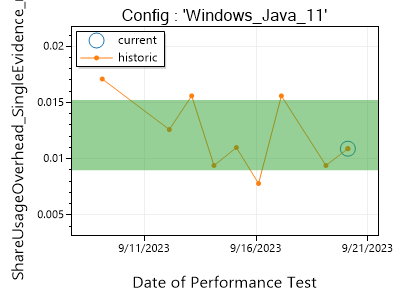 Config : 'Windows_Java_11'
current
historic
0.02
0.015
0.01
0.005
ShareUsageOverhead_SingleEvidence_
9/11/2023
9/16/2023
9/21/2023
Date of Performance Test